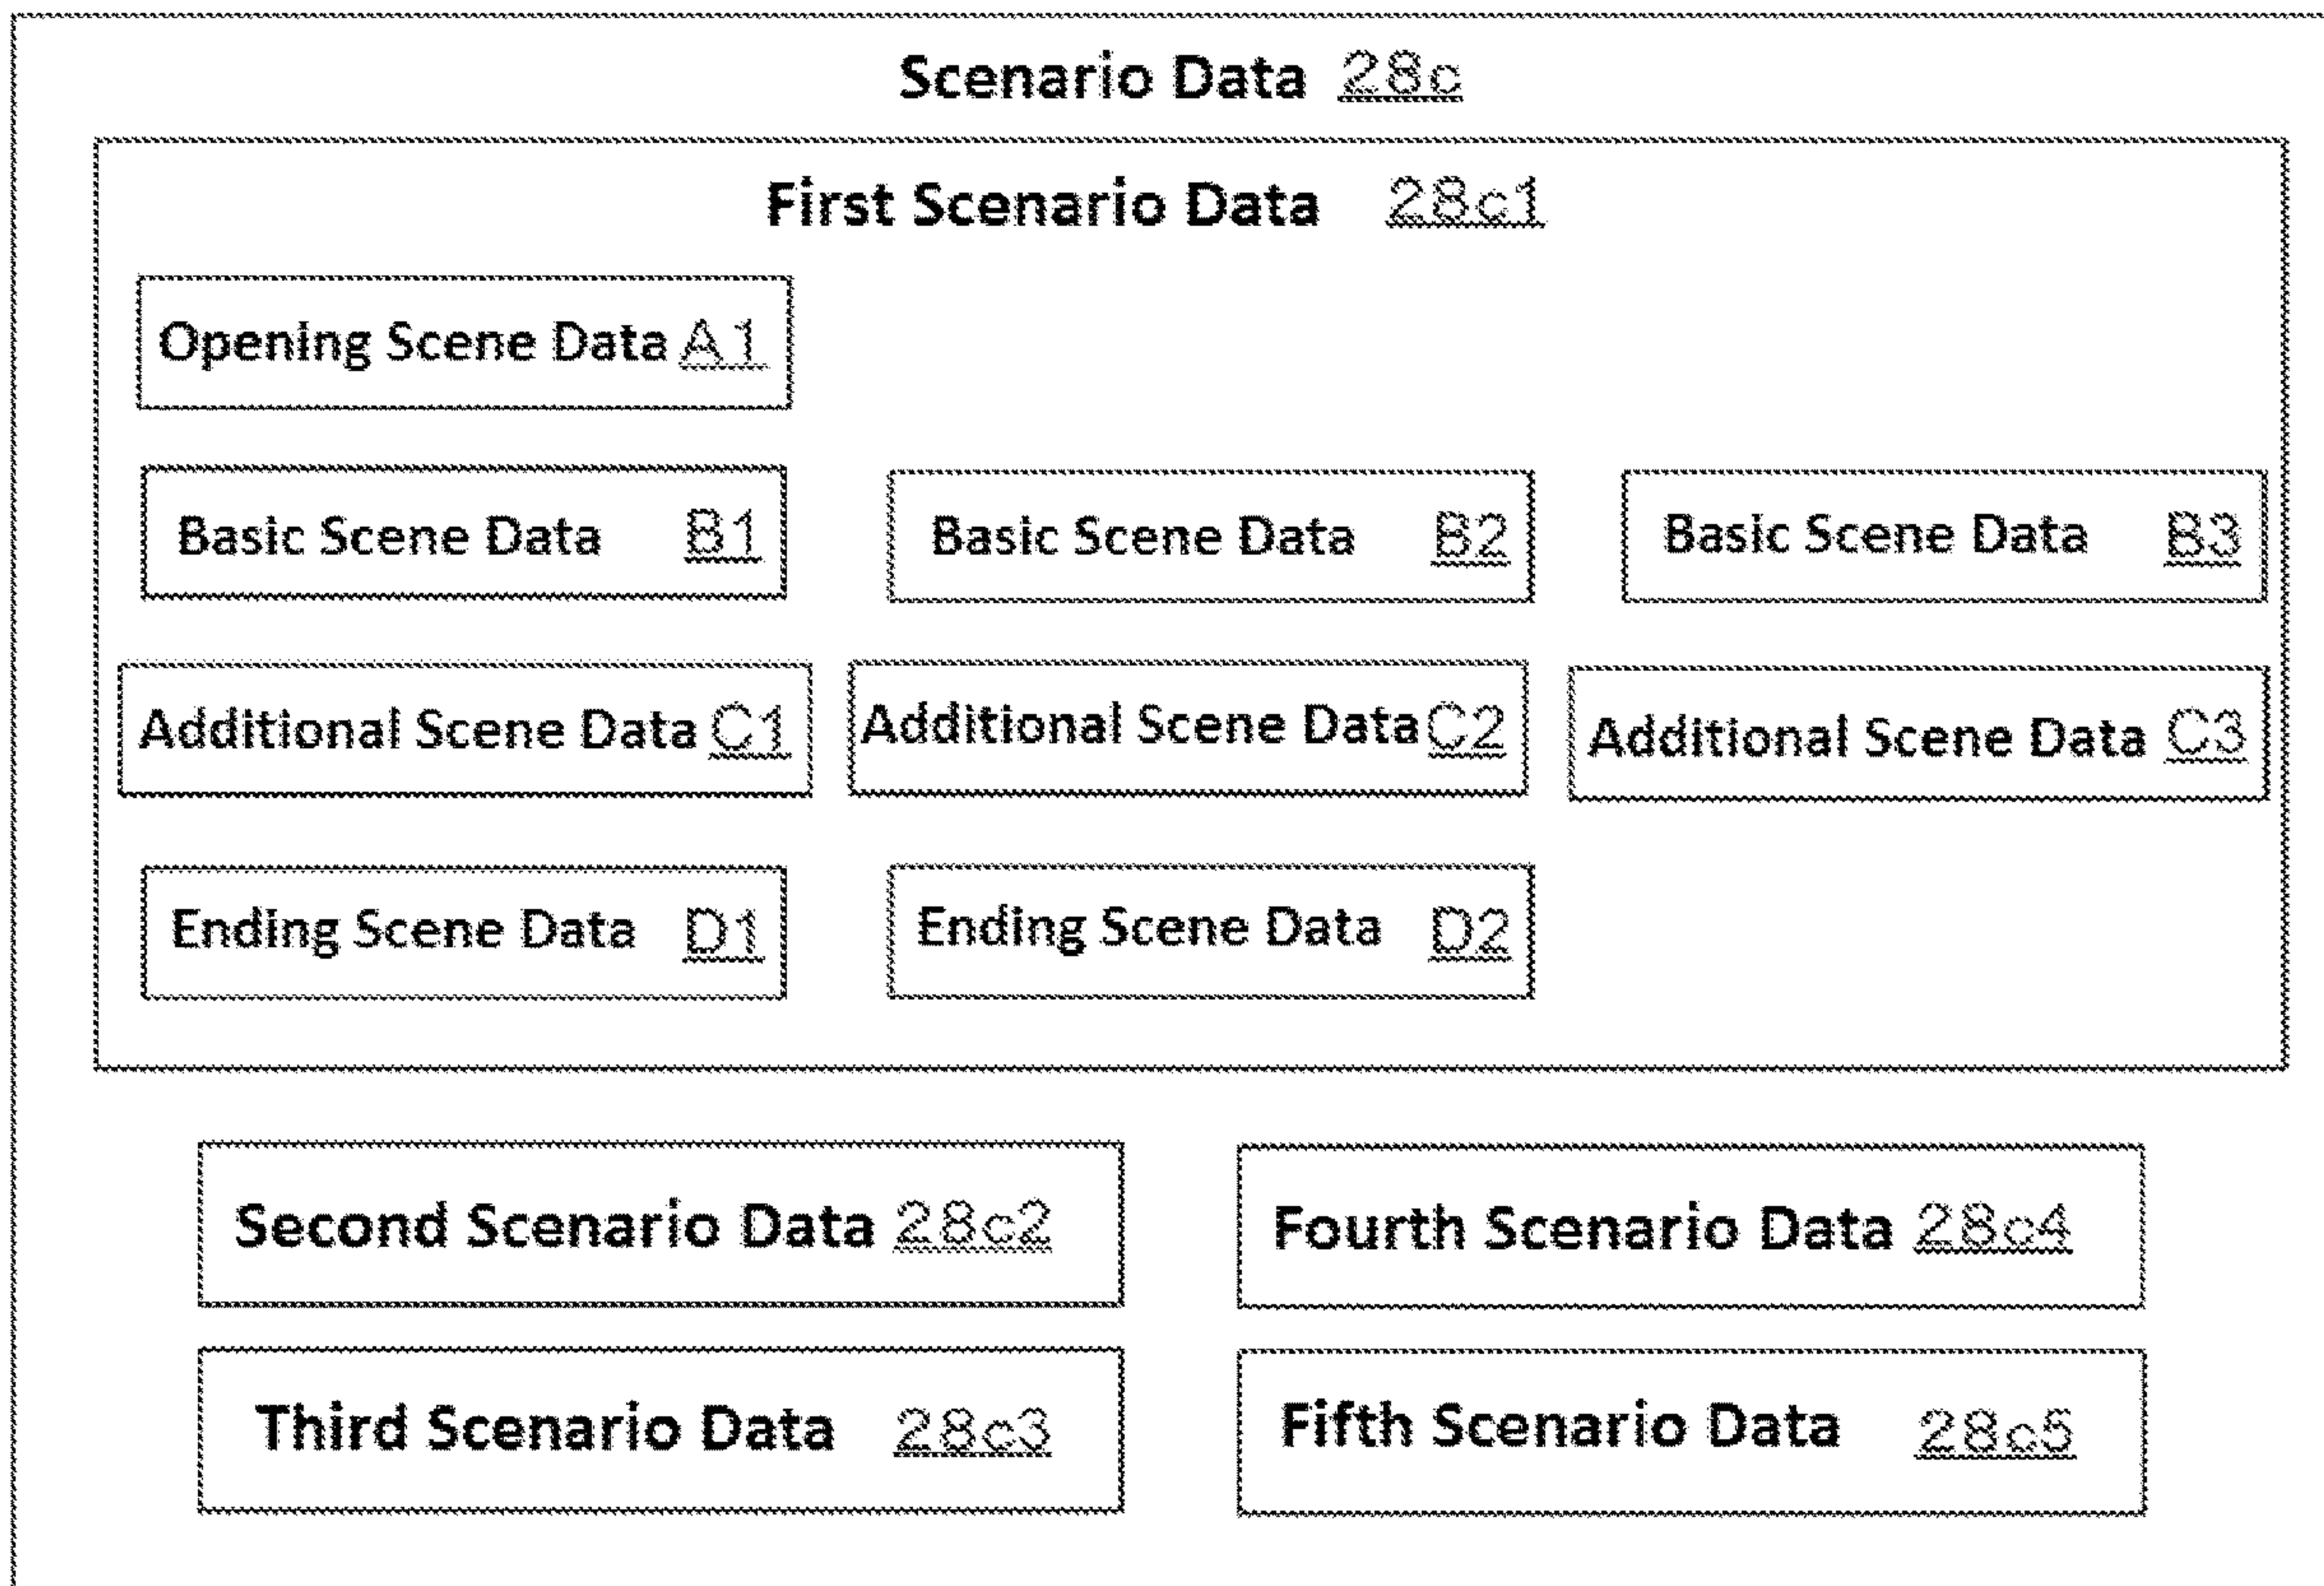 Scenario Data 28c
First Scenario Data 28c1
Opening Scene Data A1
Basic Scene Data B1 Basic Scene Data B2 Basic Scene Data B3
Additional Scene Data C1 Additional Scene Data C2 Additional Scene Data C3
Ending Scene Data D1 Ending Scene Data D2
Second Scenario Data 28c2 Fourth Scenario Data 28c4
Third Scenario Data 28c3 Fifth Scenario Data 28c5